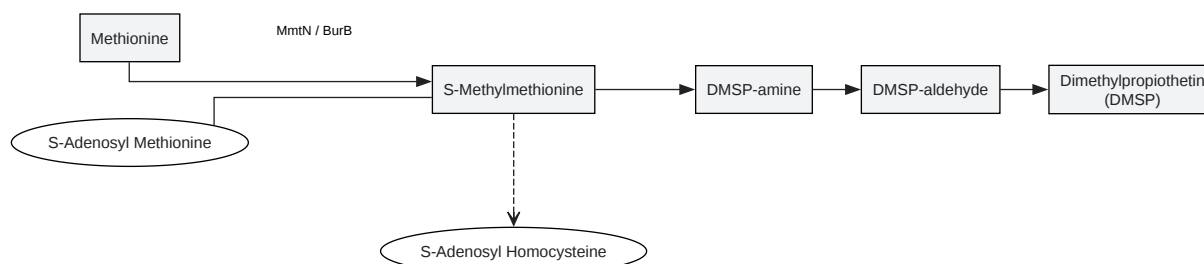 MmtN / BurB
Methionine
S-Methylmethionine
DMSP-amine
DMSP-aldehyde
Dimethylpropiothetin
(DMSP)
S-Adenosyl Methionine
S-Adenosyl Homocysteine